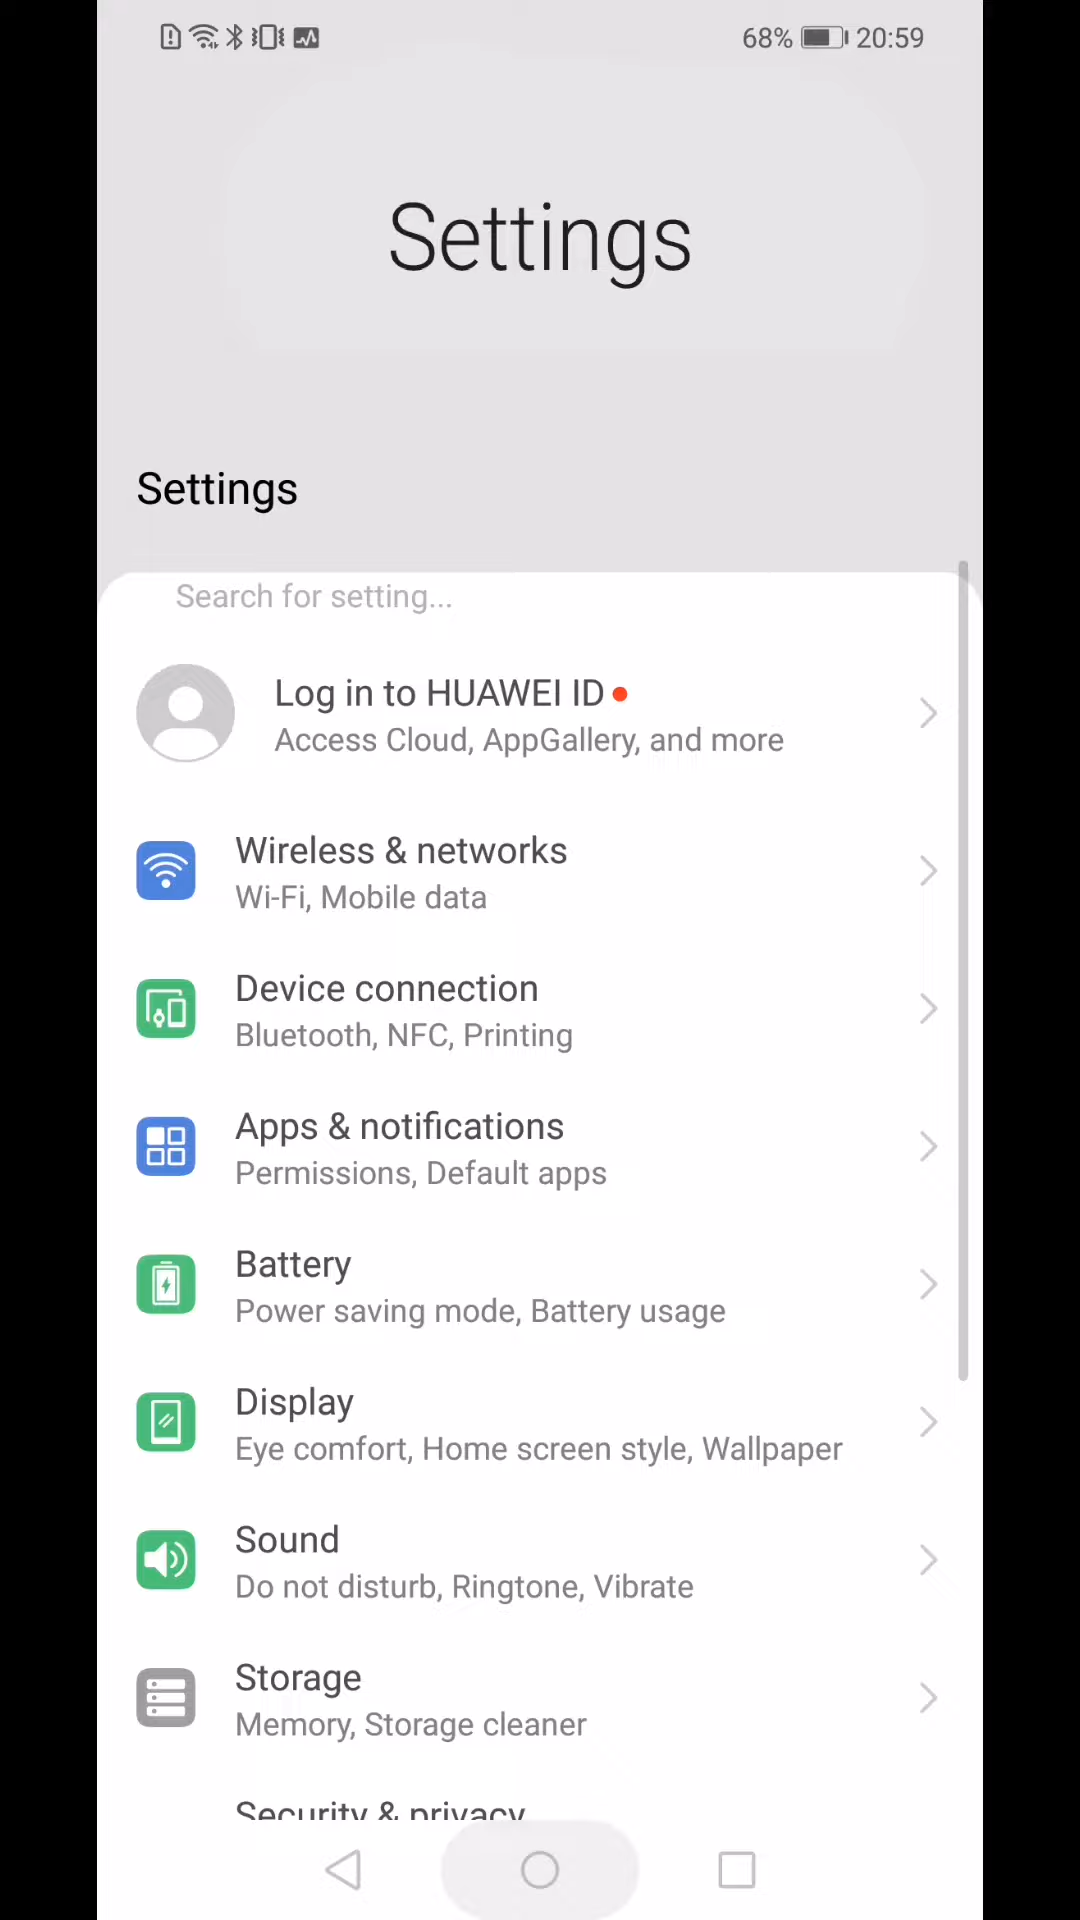 68% 20:59
Settings
Settings
Search for setting...
Log in to HUAWEI ID
Access Cloud, AppGallery, and more
Wireless & networks
Wi-Fi, Mobile data
Device connection
Bluetooth, NFC, Printing
Apps & notifications
Permissions, Default apps
Battery
Power saving mode, Battery usage
Display
Eye comfort, Home screen style, Wallpaper
Sound
Do not disturb, Ringtone, Vibrate
Storage
Memory, Storage cleaner
Security & privacy